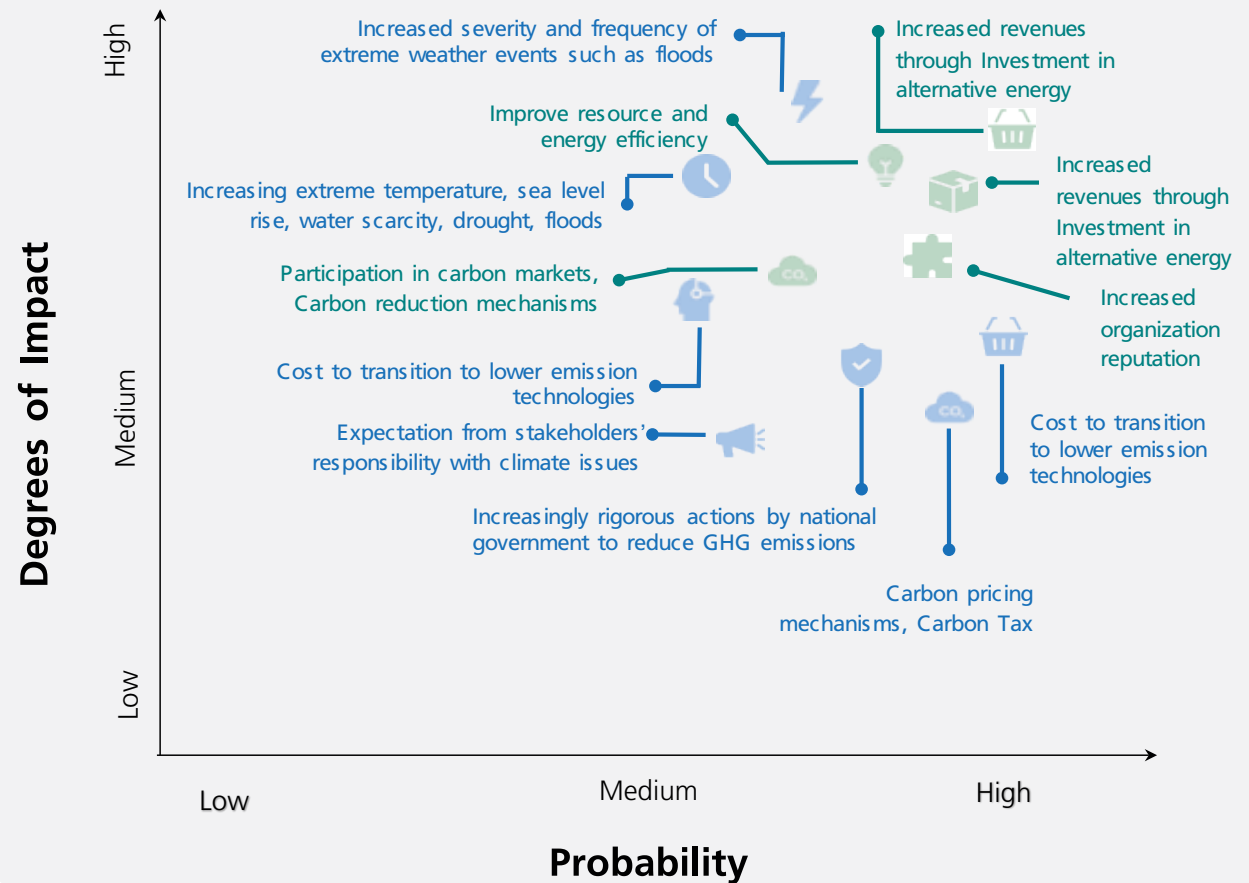 High
Medium
Low
Degrees of Impact
Increased severity and frequency of
extreme weather events such as floods
Increased revenues
through Investment in
alternative energy
Improve resource and
energy efficiency
Increased
revenues through
Investment in
alternative energy
Increasing extreme temperature, sea level
rise, water scarcity, drought, floods
Participation in carbon markets,
Carbon reduction mechanisms
CO₂
Increased
organization
reputation
Cost to transition to lower emission
technologies
Expectation from stakeholders’
responsibility with climate issues
CO₂
Cost to transition
to lower emission
technologies
Increasingly rigorous actions by national
government to reduce GHG emissions
Carbon pricing
mechanisms, Carbon Tax
Low
Medium
High
Probability